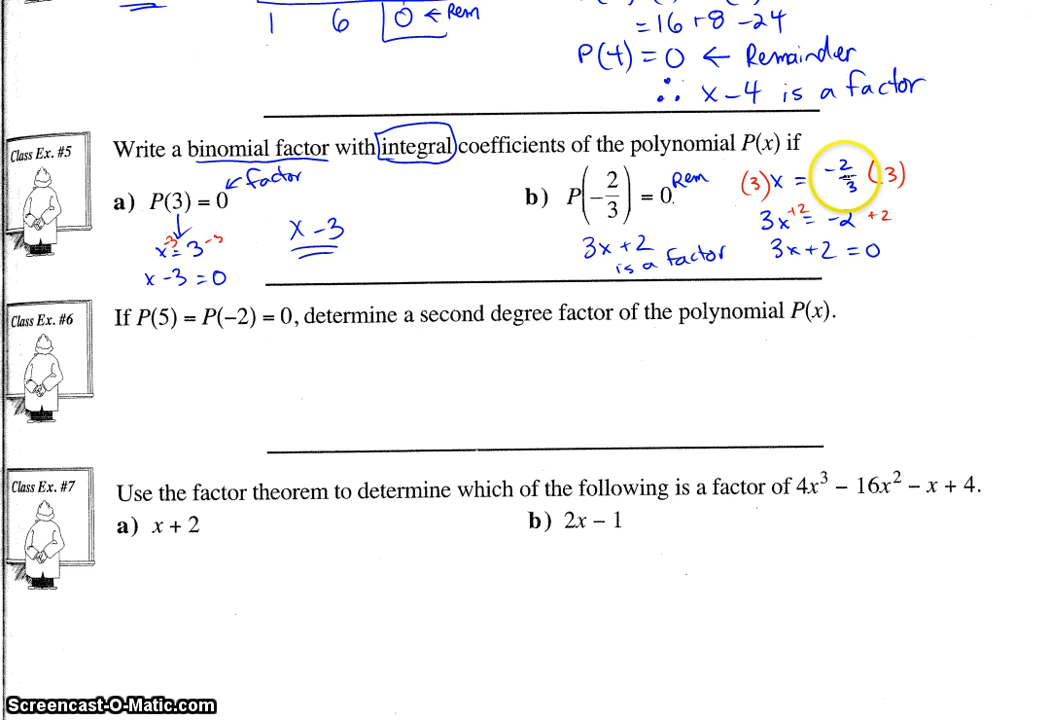 1 6 0 ← Rem
= 16 + 8 - 24
P(4) = 0 ← Remainder
∴ x - 4 is a factor
Class Ex. #5
Write a binomial factor with integral coefficients of the polynomial P(x) if
a) P(3) = 0 ← factor
x -3 = 3 -3
x - 3 = 0
x - 3
b) P(-2/3) = 0 Rem
3x + 2
is a factor
(3) x = -2/3 (3)
3x +2 = -2 +2
3x + 2 = 0
Class Ex. #6
If P(5) = P(−2) = 0, determine a second degree factor of the polynomial P(x).
Class Ex. #7
Use the factor theorem to determine which of the following is a factor of 4x³ − 16x² − x + 4.
a) x + 2
b) 2x − 1
Screencast-O-Matic.com